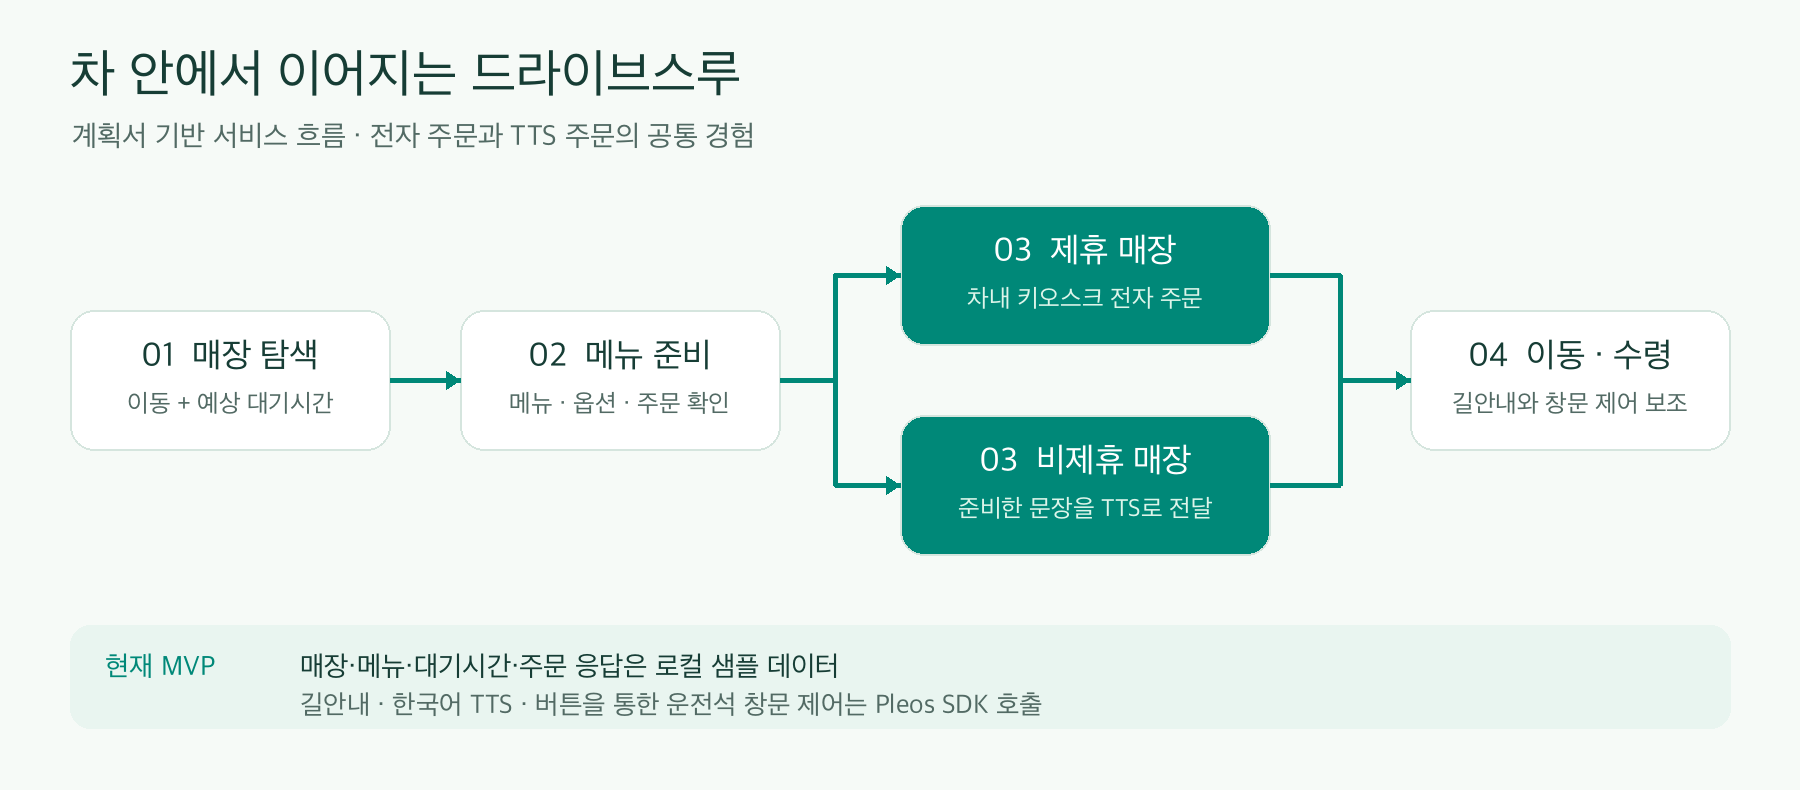 차 안에서 이어지는 드라이브스루
계획서 기반 서비스 흐름 · 전자 주문과 TTS 주문의 공통 경험
01 매장 탐색
이동 + 예상 대기시간
02 메뉴 준비
메뉴 · 옵션 · 주문 확인
03 제휴 매장
차내 키오스크 전자 주문
03 비제휴 매장
준비한 문장을 TTS로 전달
04 이동 · 수령
길안내와 창문 제어 보조
현재 MVP
매장·메뉴·대기시간·주문 응답은 로컬 샘플 데이터
길안내 · 한국어 TTS · 버튼을 통한 운전석 창문 제어는 Pleos SDK 호출